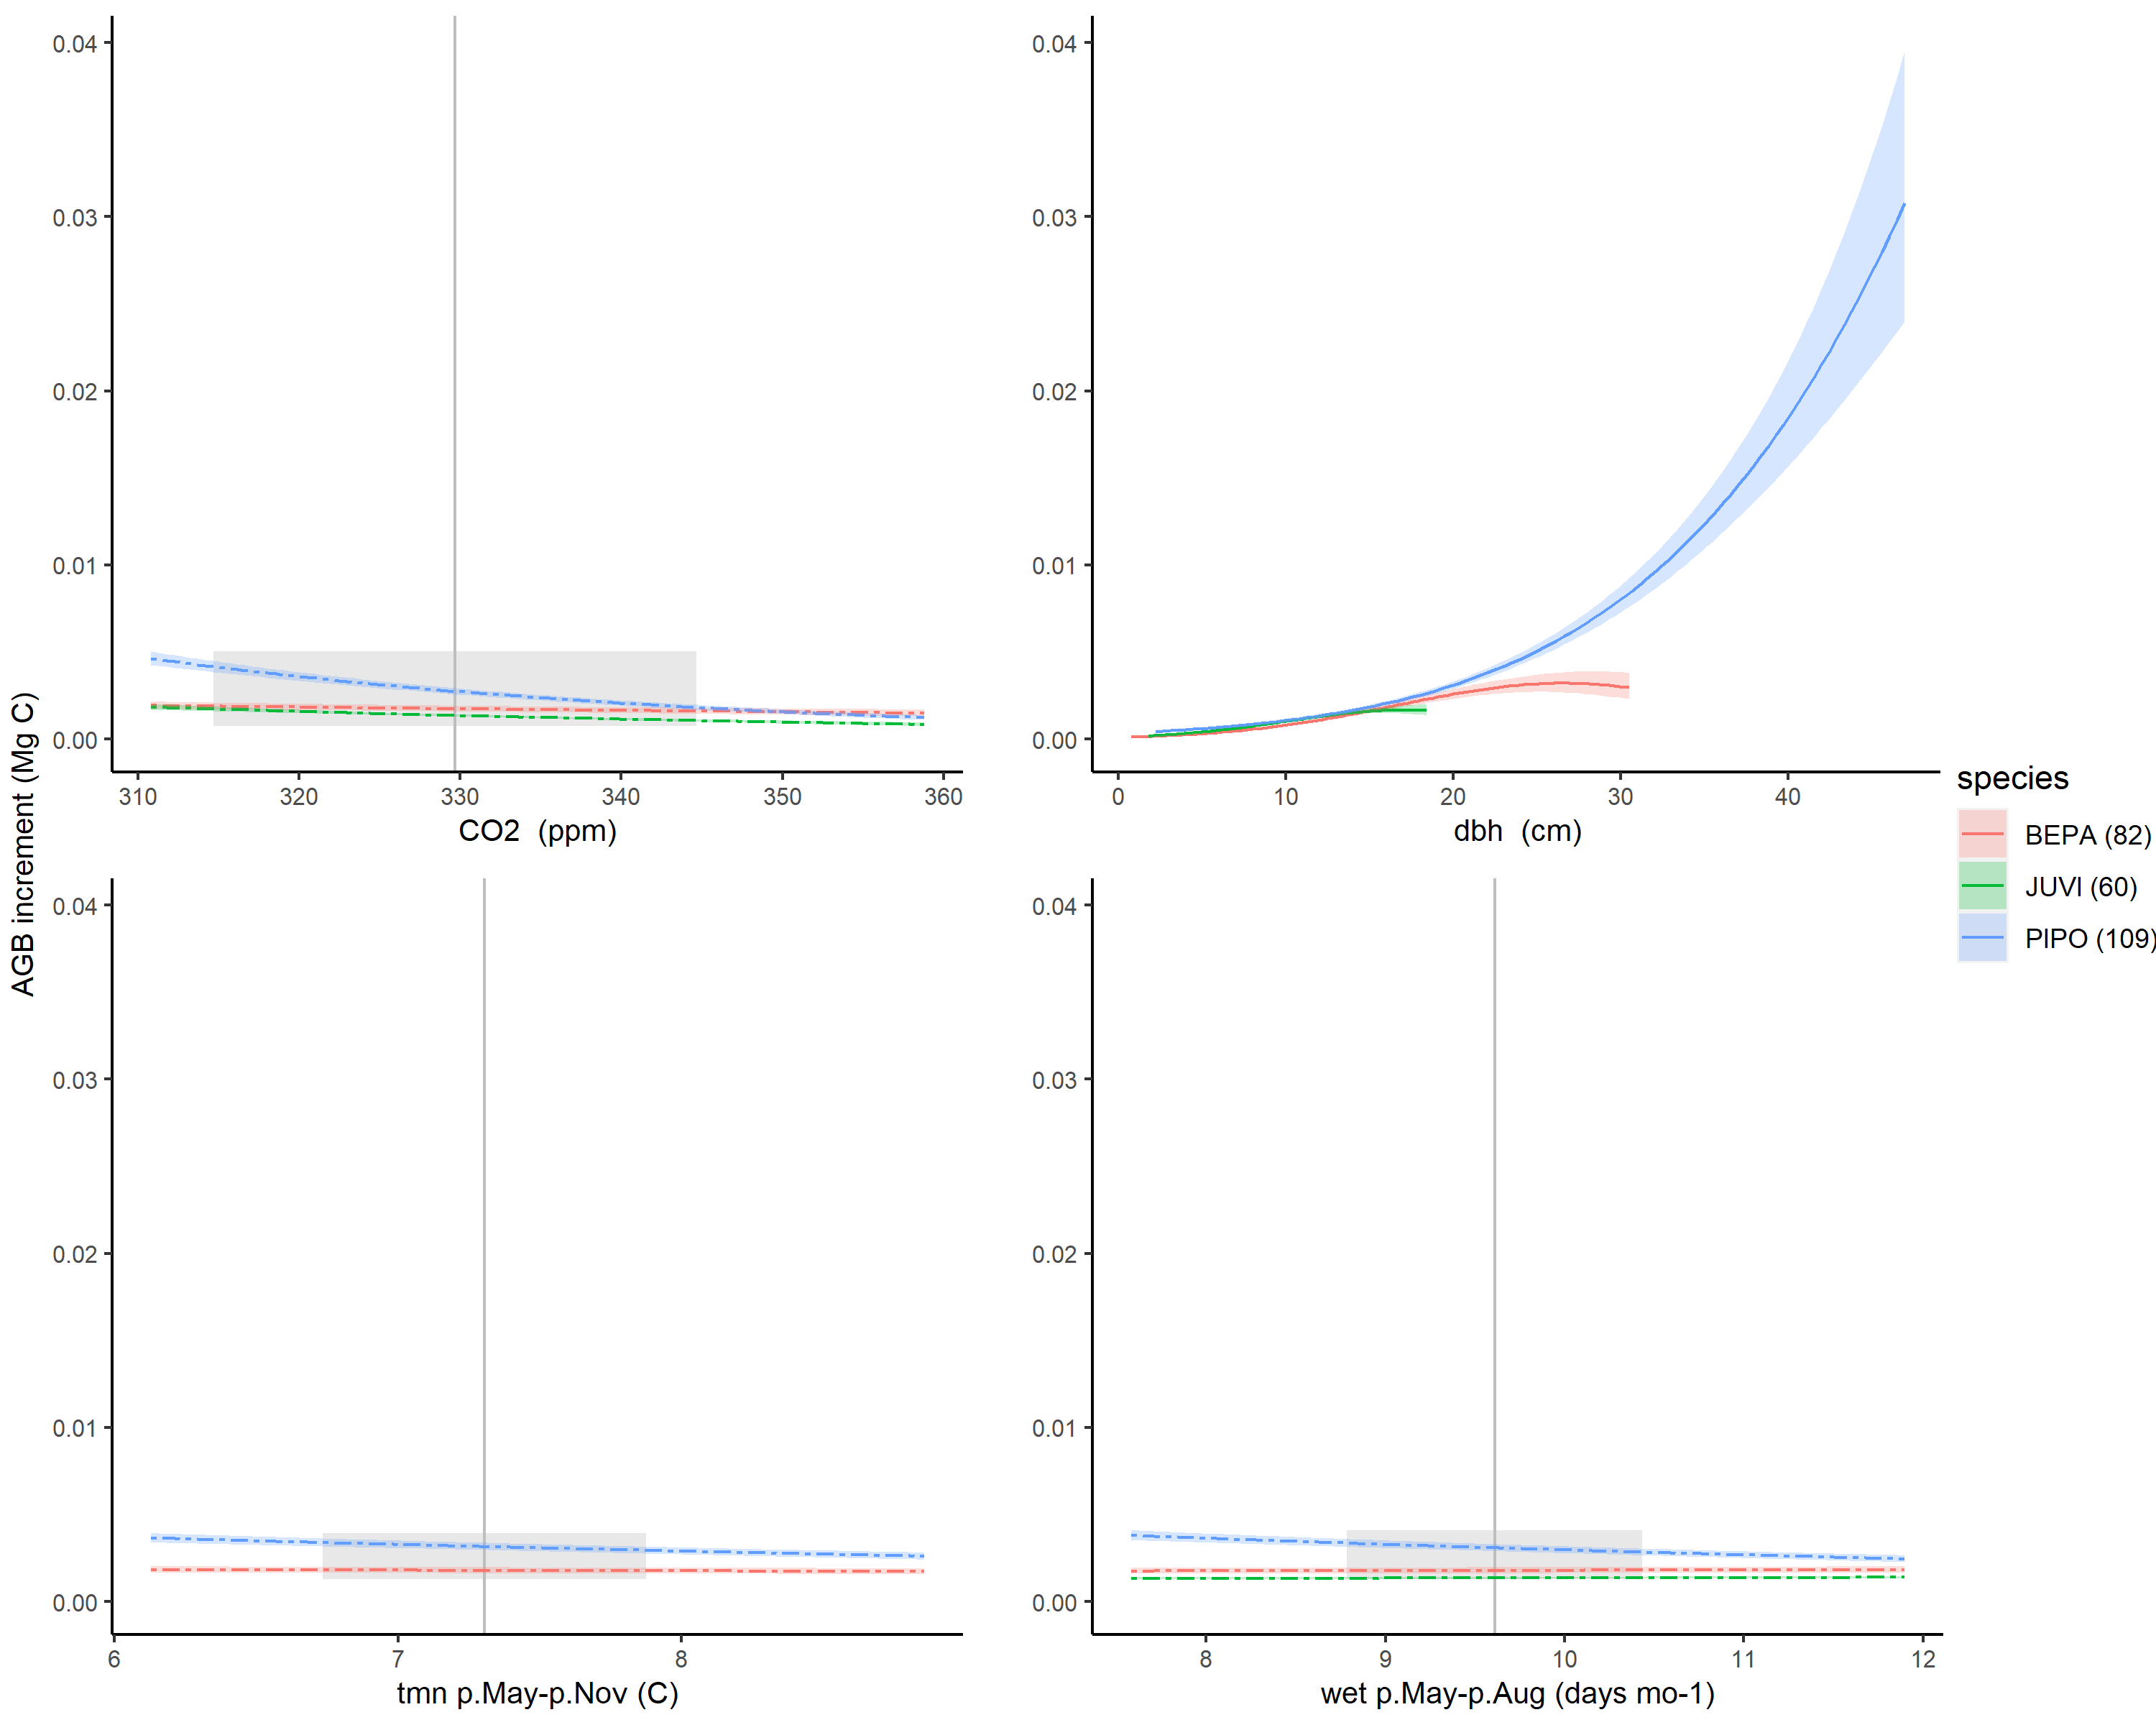 AGB increment (Mg C)
0.04
0.03
0.02
0.01
0.00
310 320 330 340 350 360
CO2 (ppm)
0.04
0.03
0.02
0.01
0.00
0 10 20 30 40
dbh (cm)
0.04
0.03
0.02
0.01
0.00
6 7 8
tmn p.May-p.Nov (C)
0.04
0.03
0.02
0.01
0.00
8 9 10 11 12
wet p.May-p.Aug (days mo-1)
species
BEPA (82)
JUVI (60)
PIPO (109)